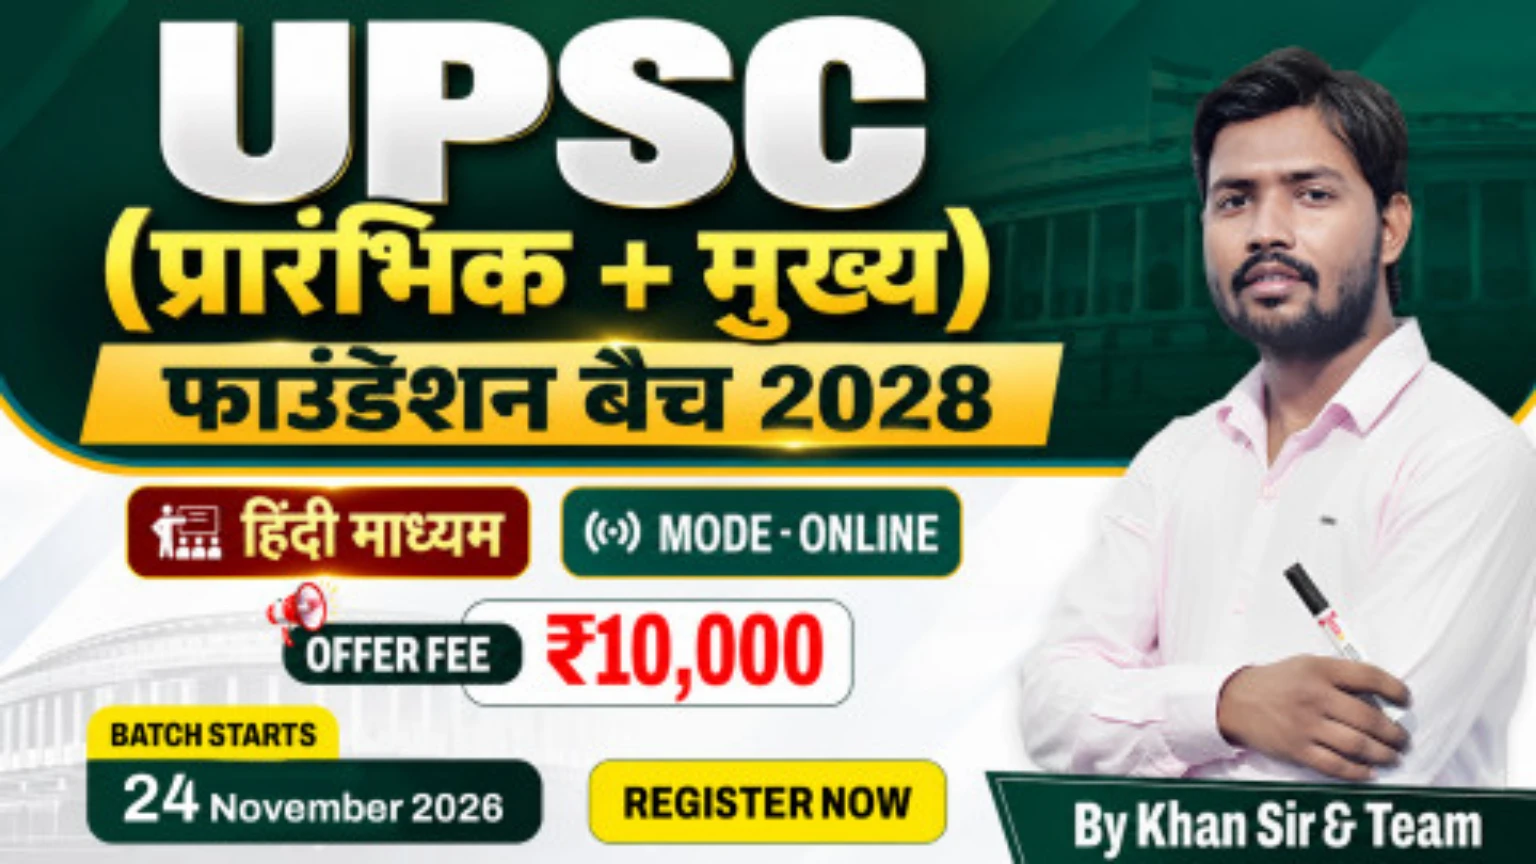 UPSC
(प्रारंभिक + मुख्य)
फाउंडेशन बैच 2028
हिंदी माध्यम
MODE - ONLINE
OFFER FEE ₹10,000
BATCH STARTS
24 November 2026
REGISTER NOW
By Khan Sir & Team